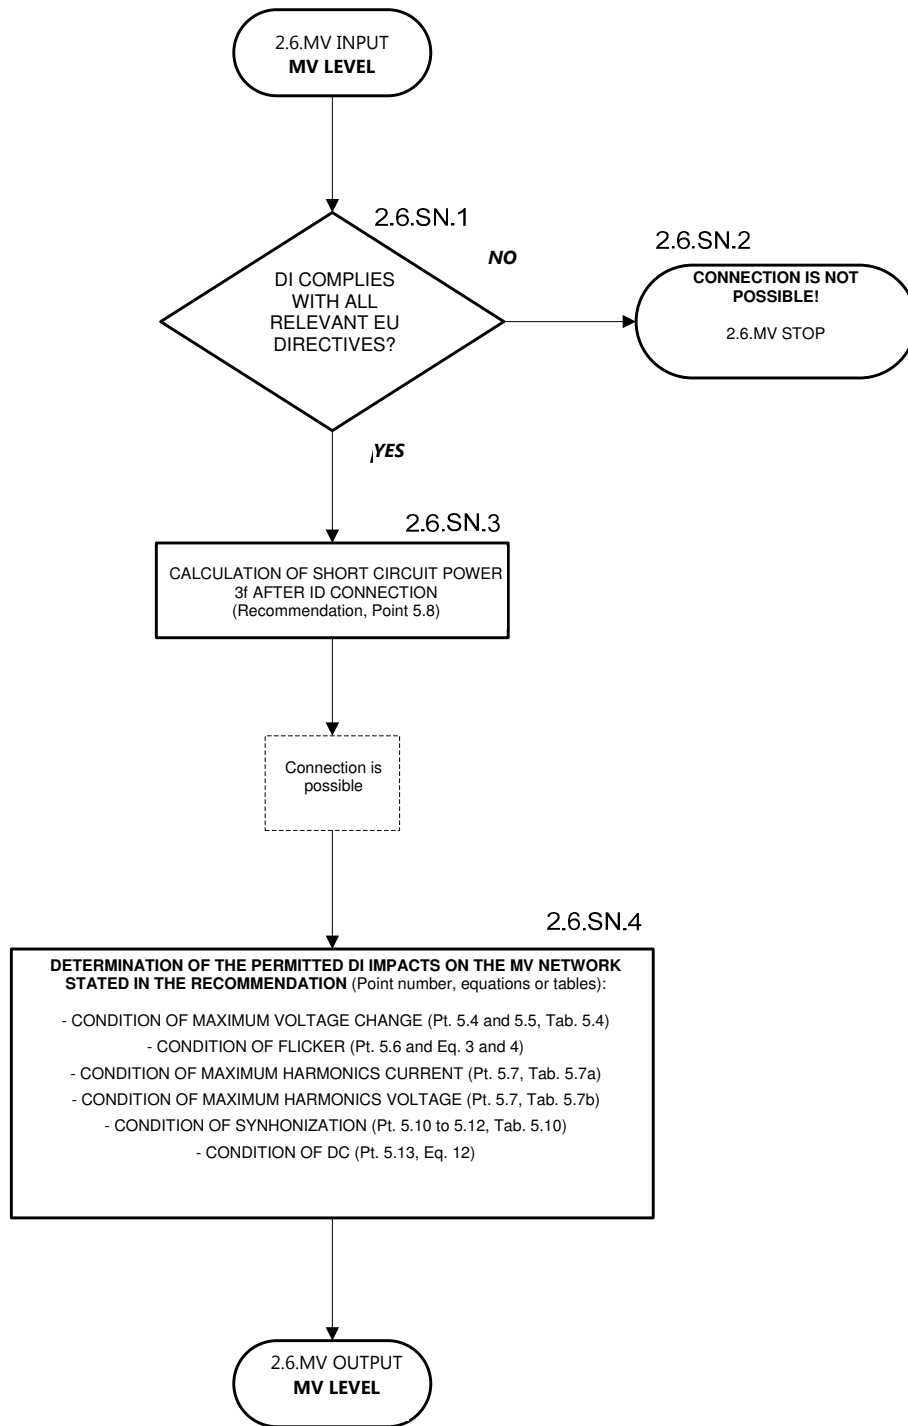 2.6.MV INPUT
MV LEVEL
2.6.SN.1
DI COMPLIES
WITH ALL
RELEVANT EU
DIRECTIVES?
NO
2.6.SN.2
CONNECTION IS NOT
POSSIBLE!
2.6.MV STOP
YES
2.6.SN.3
CALCULATION OF SHORT CIRCUIT POWER
3f AFTER ID CONNECTION
(Recommendation, Point 5.8)
Connection is
possible
2.6.SN.4
DETERMINATION OF THE PERMITTED DI IMPACTS ON THE MV NETWORK
STATED IN THE RECOMMENDATION (Point number, equations or tables):
- CONDITION OF MAXIMUM VOLTAGE CHANGE (Pt. 5.4 and 5.5, Tab. 5.4)
- CONDITION OF FLICKER (Pt. 5.6 and Eq. 3 and 4)
- CONDITION OF MAXIMUM HARMONICS CURRENT (Pt. 5.7, Tab. 5.7a)
- CONDITION OF MAXIMUM HARMONICS VOLTAGE (Pt. 5.7, Tab. 5.7b)
- CONDITION OF SYNHONIZATION (Pt. 5.10 to 5.12, Tab. 5.10)
- CONDITION OF DC (Pt. 5.13, Eq. 12)
2.6.MV OUTPUT
MV LEVEL